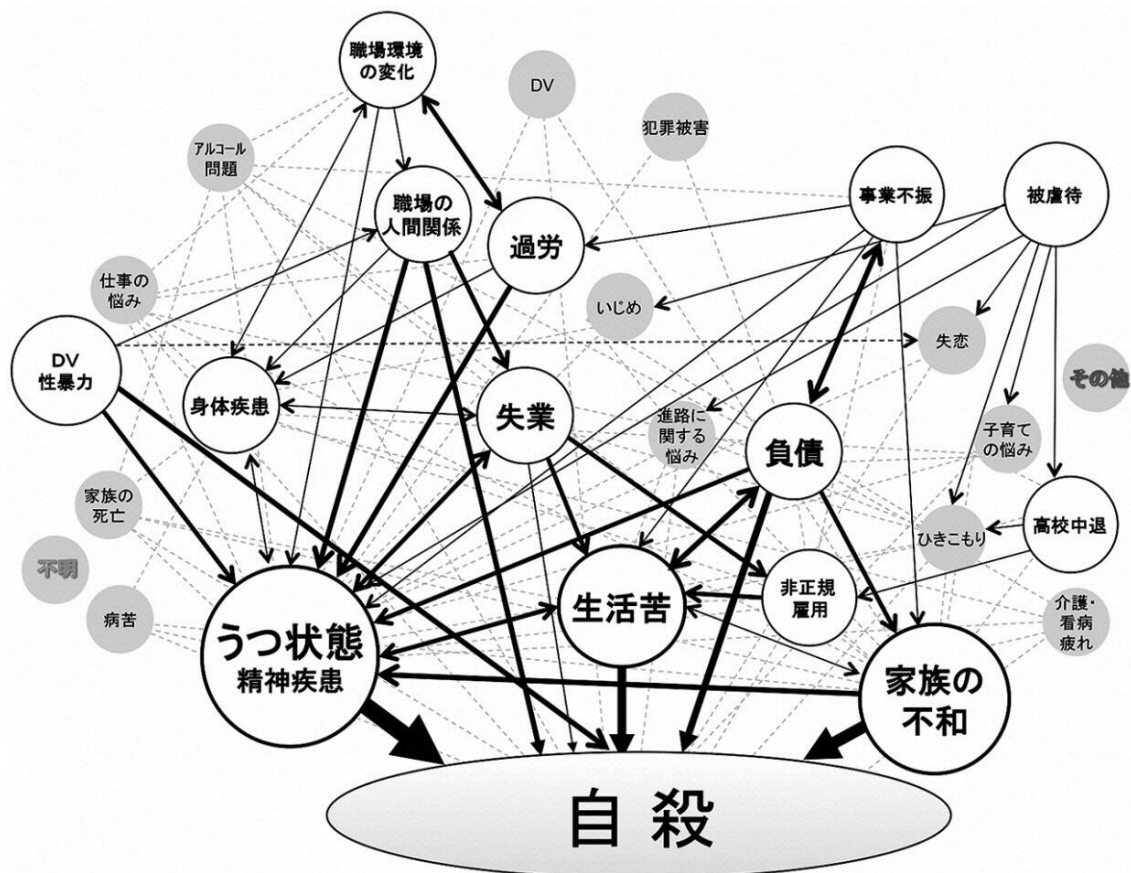 職場環境
の変化
DV
犯罪被害
アルコール
問題
職場の
人間関係
過労
事業不振
被虐待
仕事の
悩み
いじめ
DV
性暴力
失恋
その他
身体疾患
失業
進路に
関する
悩み
負債
子育て
の悩み
家族の
死亡
高校中退
ひきこもり
不明
病苦
うつ状態
精神疾患
生活苦
非正規
雇用
介護・
看病
疲れ
家族の
不和
自殺